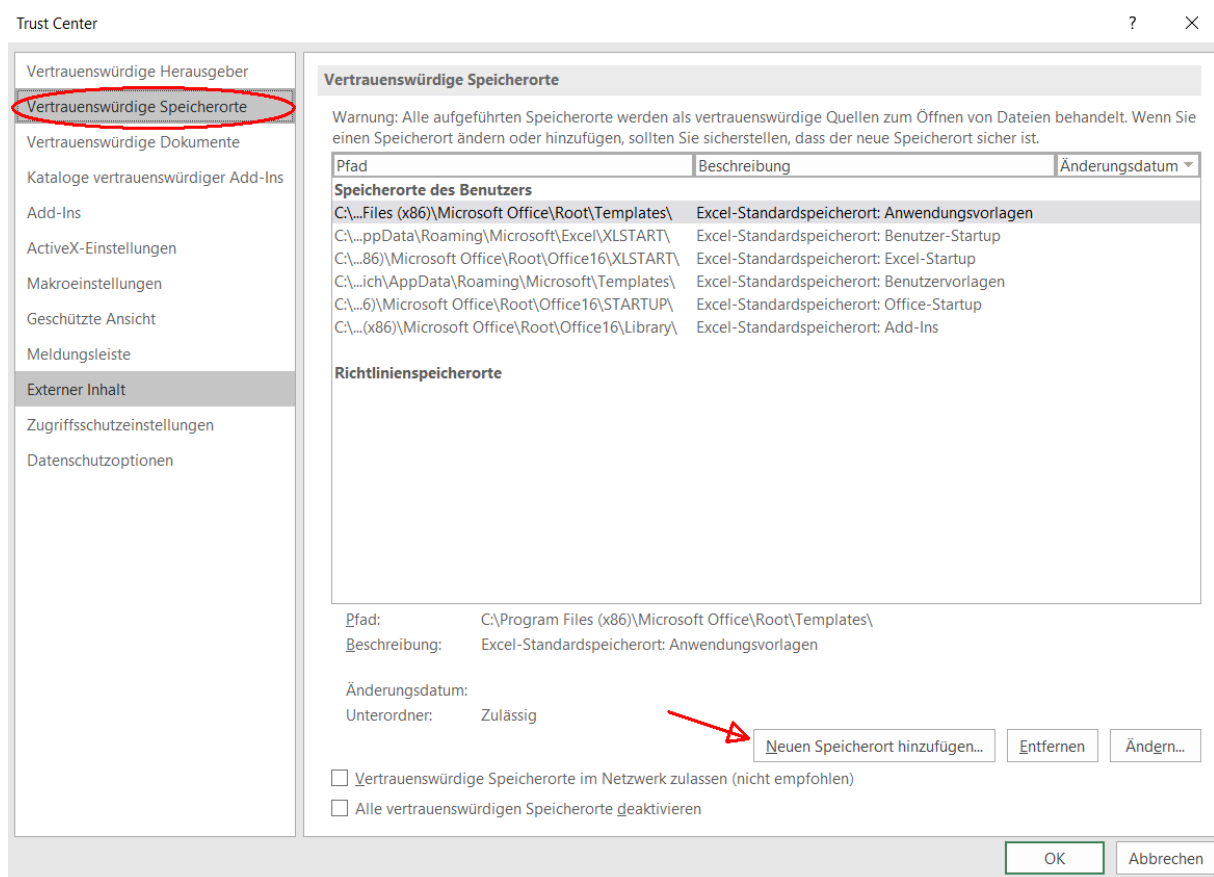 Trust Center
?
Vertrauenswürdige Herausgeber
Vertrauenswürdige Speicherorte
Vertrauenswürdige Dokumente
Kataloge vertrauenswürdiger Add-Ins
Add-Ins
ActiveX-Einstellungen
Makroeinstellungen
Geschützte Ansicht
Meldungsleiste
Externer Inhalt
Zugriffsschutzeinstellungen
Datenschutzoptionen
Vertrauenswürdige Speicherorte
Warnung: Alle aufgeführten Speicherorte werden als vertrauenswürdige Quellen zum Öffnen von Dateien behandelt. Wenn Sie
einen Speicherort ändern oder hinzufügen, sollten Sie sicherstellen, dass der neue Speicherort sicher ist.
Pfad Beschreibung Änderungsdatum
Speicherorte des Benutzers
C:\...Files (x86)\Microsoft Office\Root\Templates\ Excel-Standardspeicherort: Anwendungsvorlagen
C:\...ppData\Roaming\Microsoft\Excel\XLSTART\ Excel-Standardspeicherort: Benutzer-Startup
C:\...86)\Microsoft Office\Root\Office16\XLSTART\ Excel-Standardspeicherort: Excel-Startup
C:\...ich\AppData\Roaming\Microsoft\Templates\ Excel-Standardspeicherort: Benutzervorlagen
C:\...6)\Microsoft Office\Root\Office16\STARTUP\ Excel-Standardspeicherort: Office-Startup
C:\...(x86)\Microsoft Office\Root\Office16\Library\ Excel-Standardspeicherort: Add-Ins
Richtlinienspeicherorte
Pfad: C:\Program Files (x86)\Microsoft Office\Root\Templates\
Beschreibung: Excel-Standardspeicherort: Anwendungsvorlagen
Änderungsdatum:
Unterordner: Zulässig
Neuen Speicherort hinzufügen... Entfernen Ändern...
Vertrauenswürdige Speicherorte im Netzwerk zulassen (nicht empfohlen)
Alle vertrauenswürdigen Speicherorte deaktivieren
OK Abbrechen